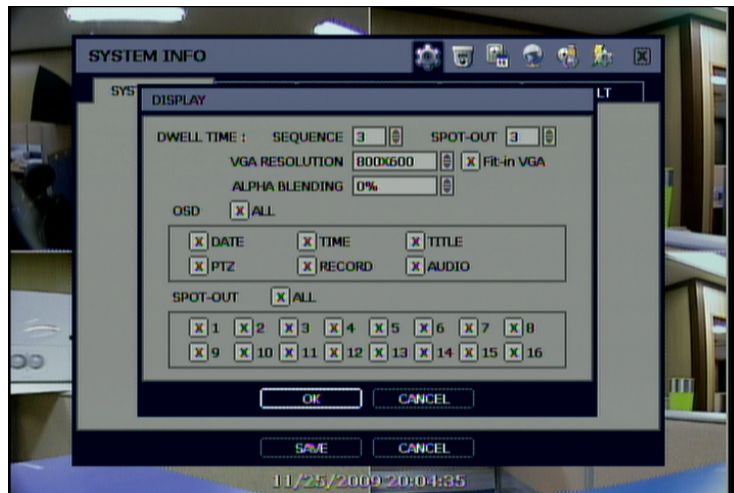 SYSTEM INFO
SYS
LT
DISPLAY
DWELL TIME : SEQUENCE 3 SPOT-OUT 3
VGA RESOLUTION 800X600 X Fit-in VGA
ALPHA BLENDING 0%
OSD X ALL
X DATE X TIME X TITLE
X PTZ X RECORD X AUDIO
SPOT-OUT X ALL
X 1 X 2 X 3 X 4 X 5 X 6 X 7 X 8
X 9 X 10 X 11 X 12 X 13 X 14 X 15 X 16
OK CANCEL
SAVE CANCEL
11/25/2009 20:04:35